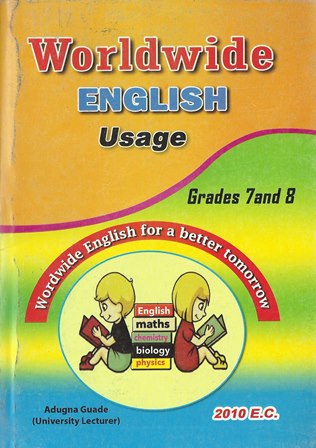 Worldwide
ENGLISH
Usage
Grades 7and 8
Wordwide English for a better tomorrow
English
maths
chemistry
biology
physics
Adugna Guade
(University Lecturer)
2010 E.C.